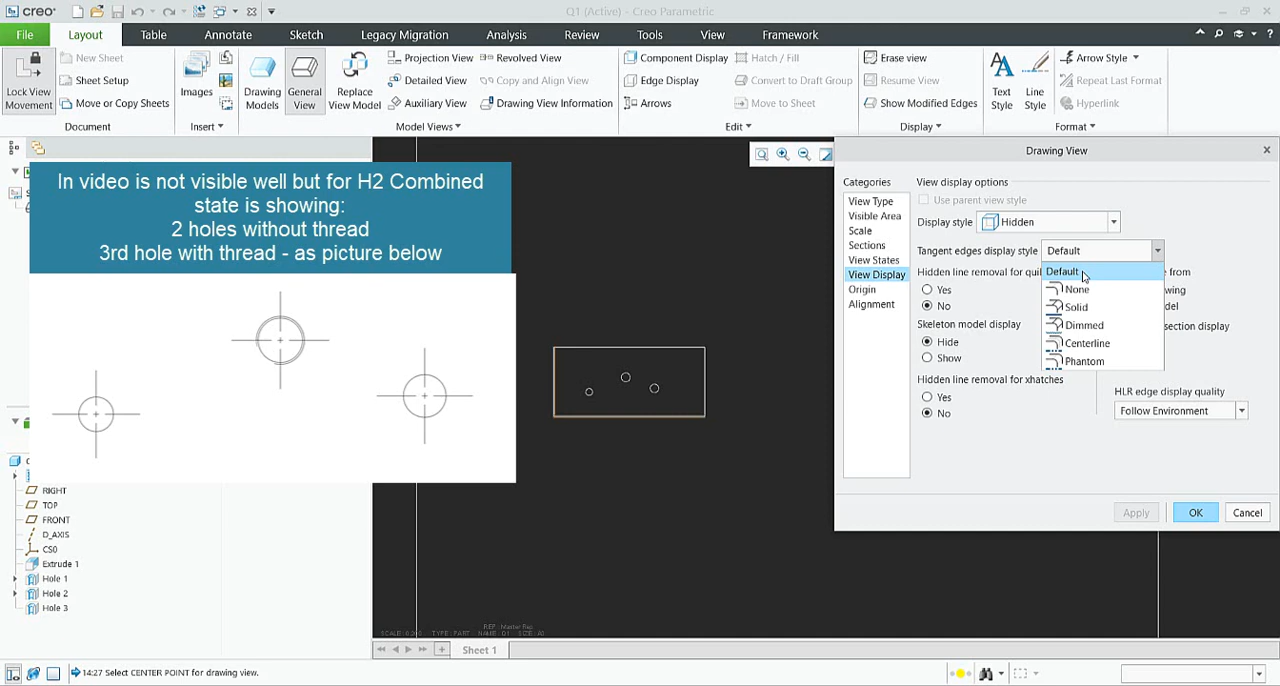 creo
Q1 (Active) - Creo Parametric
File
Layout
Table
Annotate
Sketch
Legacy Migration
Analysis
Review
Tools
View
Framework
Lock View
Movement
New Sheet
Sheet Setup
Move or Copy Sheets
Document
Images
Insert
Drawing
Models
General
View
Replace
View Model
Projection View
Detailed View
Auxiliary View
Revolved View
Copy and Align View
Drawing View Information
Model Views
Component Display
Edge Display
Arrows
Hatch / Fill
Convert to Draft Group
Move to Sheet
Edit
Erase view
Resume View
Show Modified Edges
Display
Text
Style
Line
Style
Arrow Style
Repeat Last Format
Hyperlink
Format
In video is not visible well but for H2 Combined
state is showing:
2 holes without thread
3rd hole with thread - as picture below
RIGHT
TOP
FRONT
D_AXIS
CS0
Extrude 1
Hole 1
Hole 2
Hole 3
Drawing View
Categories
View Type
Visible Area
Scale
Sections
View States
View Display
Origin
Alignment
View display options
Use parent view style
Display style
Hidden
Tangent edges display style
Default
Default
None
Solid
Dimmed
Centerline
Phantom
Hidden line removal for quil
Yes
No
Skeleton model display
Hide
Show
Hidden line removal for xhatches
Yes
No
HLR edge display quality
Follow Environment
Apply
OK
Cancel
Sheet 1
14:27 Select CENTER POINT for drawing view.